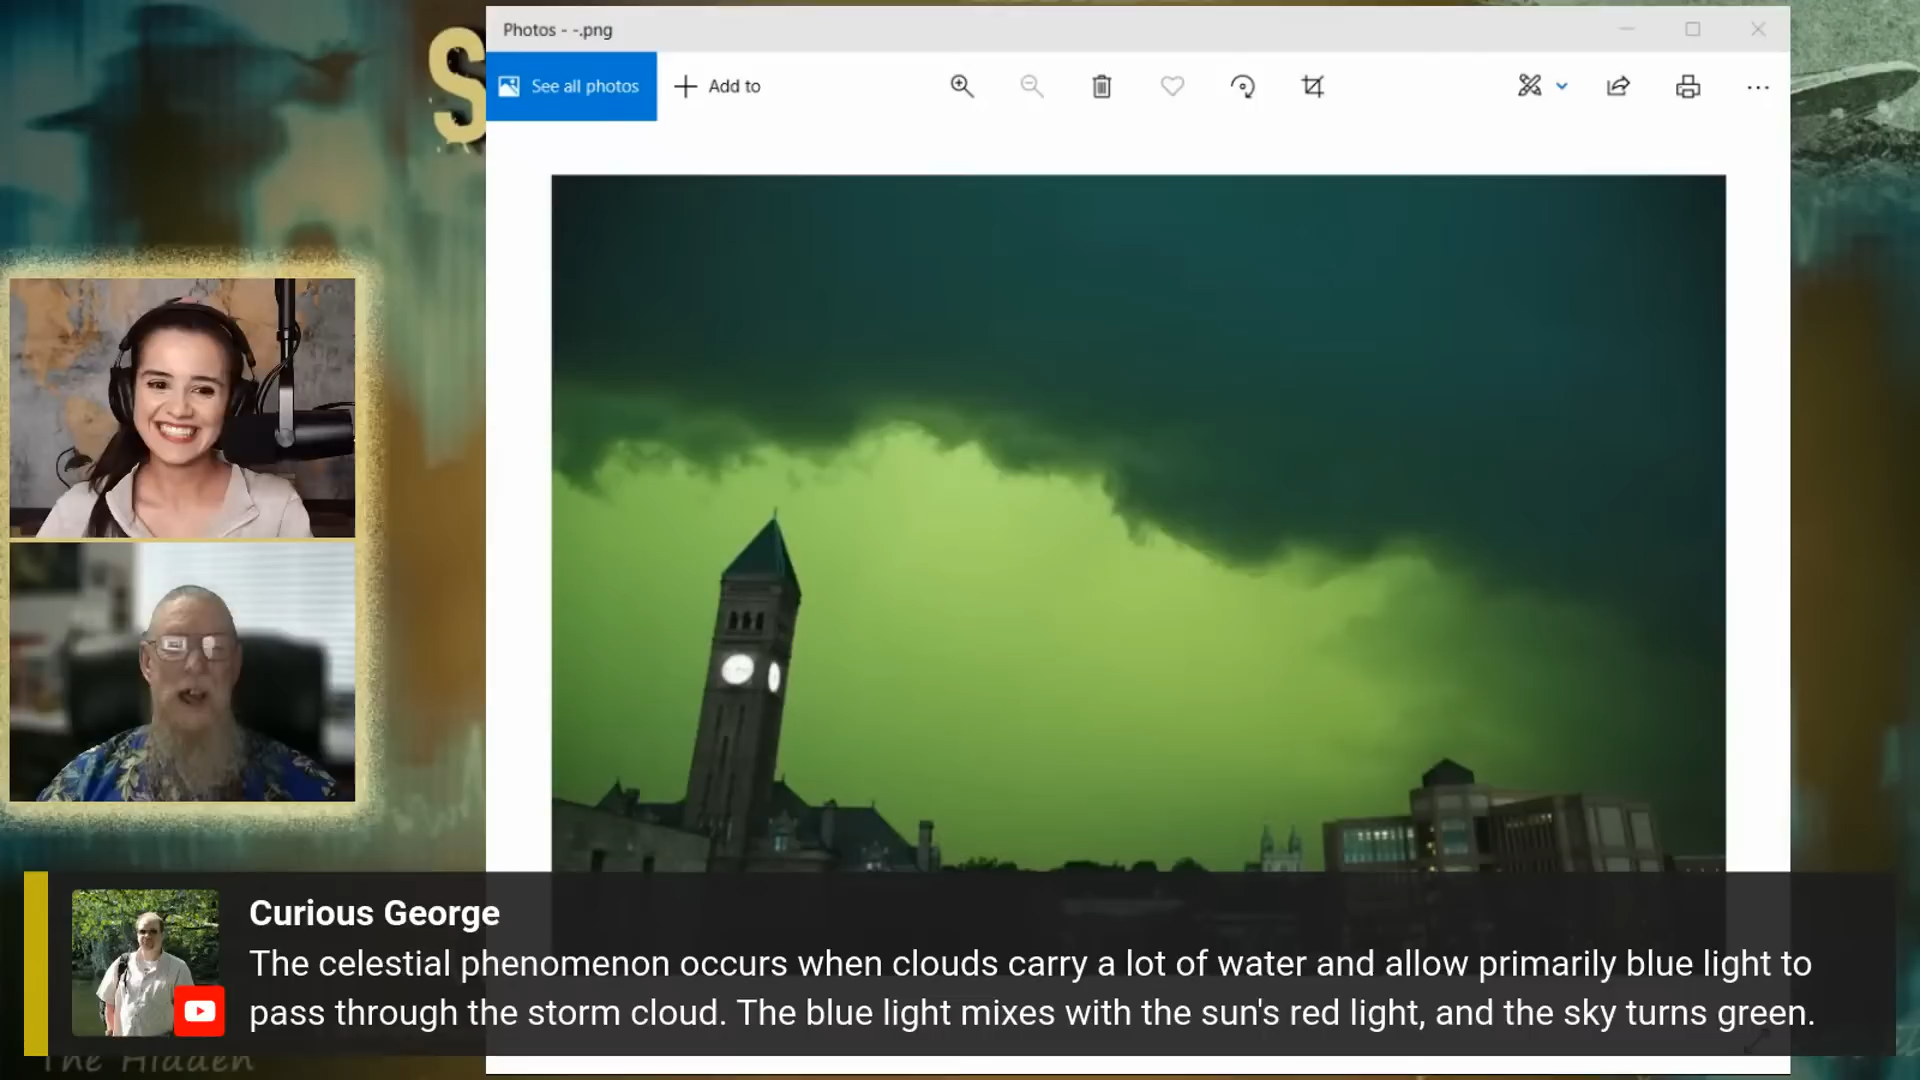 S
Photos - -.png
See all photos
Add to
Curious George
The celestial phenomenon occurs when clouds carry a lot of water and allow primarily blue light to
pass through the storm cloud. The blue light mixes with the sun's red light, and the sky turns green.
The Hidden